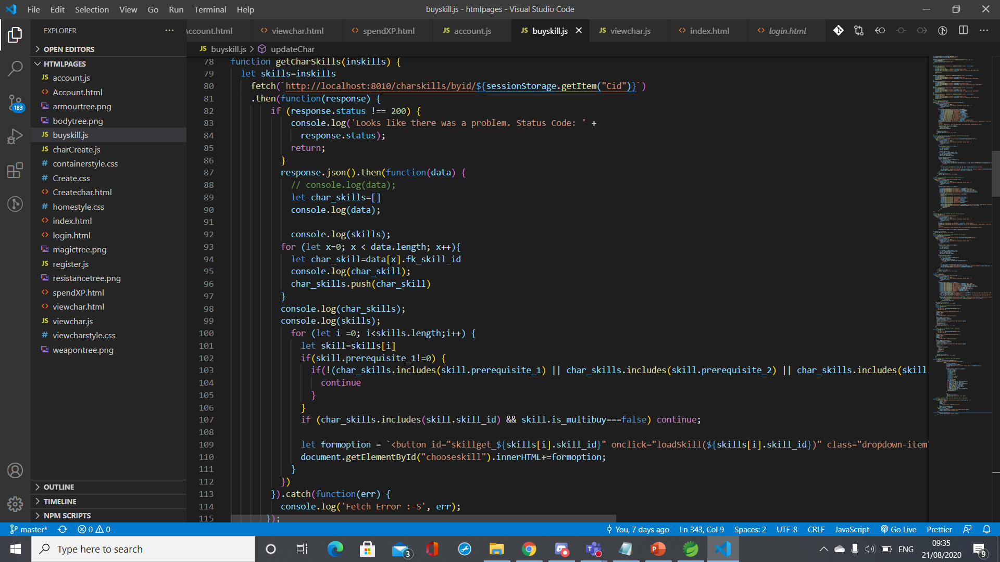 File Edit Selection View Go Run Terminal Help
buyskill.js - htmlpages - Visual Studio Code
EXPLORER
Account.html
viewchar.html
spendXP.html
JS account.js
JS buyskill.js
JS viewchar.js
index.html
login.html
OPEN EDITORS
HTMLPAGES
JS account.js
Account.html
armourtree.png
bodytree.png
JS buyskill.js
JS charCreate.js
# containerstyle.css
# Create.css
Createchar.html
# homestyle.css
index.html
login.html
magictree.png
JS register.js
resistancetree.png
spendXP.html
viewchar.html
JS viewchar.js
# viewcharstyle.css
weapontree.png
183
OUTLINE
TIMELINE
NPM SCRIPTS
JS buyskill.js > updateChar
78 function getCharSkills(inskills) {
79 let skills=inskills
80 fetch(`http://localhost:8010/charskills/byid/${sessionStorage.getItem("Cid")}`)
81 .then(function(response) {
82 if (response.status !== 200) {
83 console.log('Looks like there was a problem. Status Code: ' +
84 response.status);
85 return;
86 }
87 response.json().then(function(data) {
88 // console.log(data);
89 let char_skills=[]
90 console.log(data);
91
92 console.log(skills);
93 for (let x=0; x < data.length; x++){
94 let char_skill=data[x].fk_skill_id
95 console.log(char_skill);
96 char_skills.push(char_skill)
97 }
98 console.log(char_skills);
99 console.log(skills);
100 for (let i =0; i<skills.length;i++) {
101 let skill=skills[i]
102 if(skill.prerequisite_1!=0) {
103 if(!(char_skills.includes(skill.prerequisite_1) || char_skills.includes(skill.prerequisite_2) || char_skills.includes(skill.
104 continue
105 }
106 }
107 if (char_skills.includes(skill.skill_id) && skill.is_multibuy===false) continue;
108
109 let formoption = `<button id="skillget_${skills[i].skill_id}" onclick="loadSkill(${skills[i].skill_id})" class="dropdown-item"
110 document.getElementById("chooseskill").innerHTML+=formoption;
111 }
112 })
113 }).catch(function(err) {
114 console.log('Fetch Error :-S', err);
115 });
master* 0 0 You, 7 days ago Ln 343, Col 9 Spaces: 2 UTF-8 CRLF JavaScript Go Live Prettier
Type here to search
3
ENG
09:35
21/08/2020
9